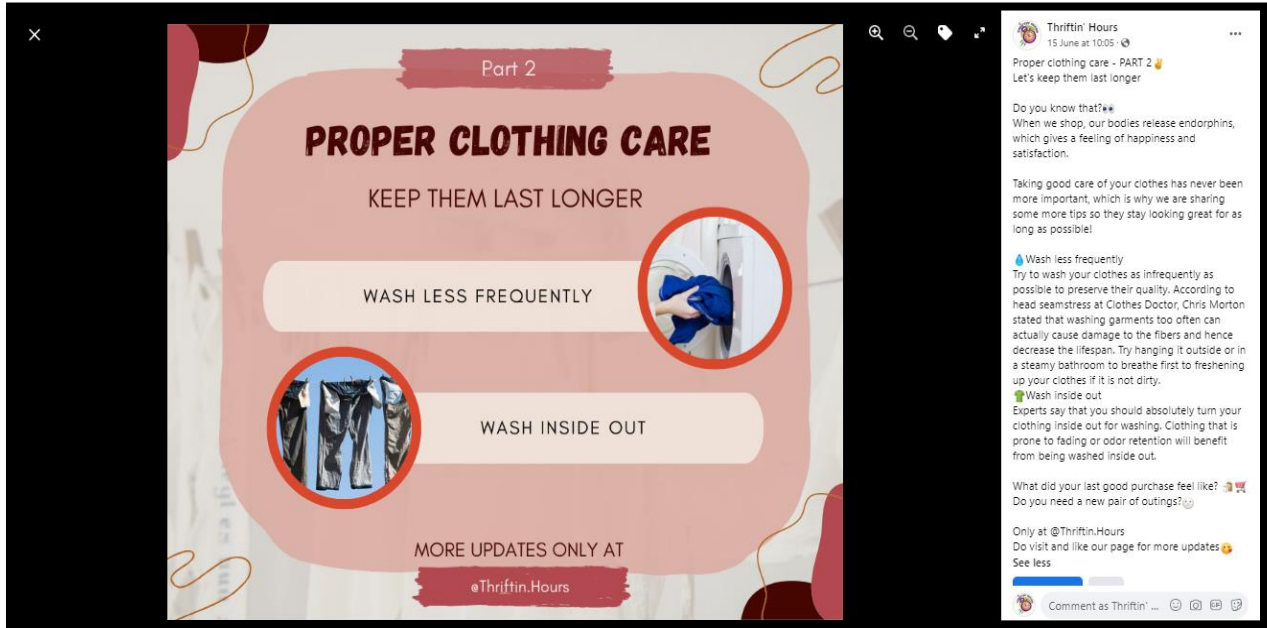 Part 2
PROPER CLOTHING CARE
KEEP THEM LAST LONGER
WASH LESS FREQUENTLY
WASH INSIDE OUT
MORE UPDATES ONLY AT
@Thriftin.Hours
Thriftin' Hours
15 June at 10:05 ·
Proper clothing care - PART 2✌
Let's keep them last longer
Do you know that?👀
When we shop, our bodies release endorphins,
which gives a feeling of happiness and
satisfaction.
Taking good care of your clothes has never been
more important, which is why we are sharing
some more tips so they stay looking great for as
long as possible!
💧Wash less frequently
Try to wash your clothes as infrequently as
possible to preserve their quality. According to
head seamstress at Clothes Doctor, Chris Morton
stated that washing garments too often can
actually cause damage to the fibers and hence
decrease the lifespan. Try hanging it outside or in
a steamy bathroom to breathe first to freshening
up your clothes if it is not dirty.
👚Wash inside out
Experts say that you should absolutely turn your
clothing inside out for washing. Clothing that is
prone to fading or odor retention will benefit
from being washed inside out.
What did your last good purchase feel like?
Do you need a new pair of outings?
Only at @Thriftin.Hours
Do visit and like our page for more updates😘
See less
Comment as Thriftin' ...
GIF